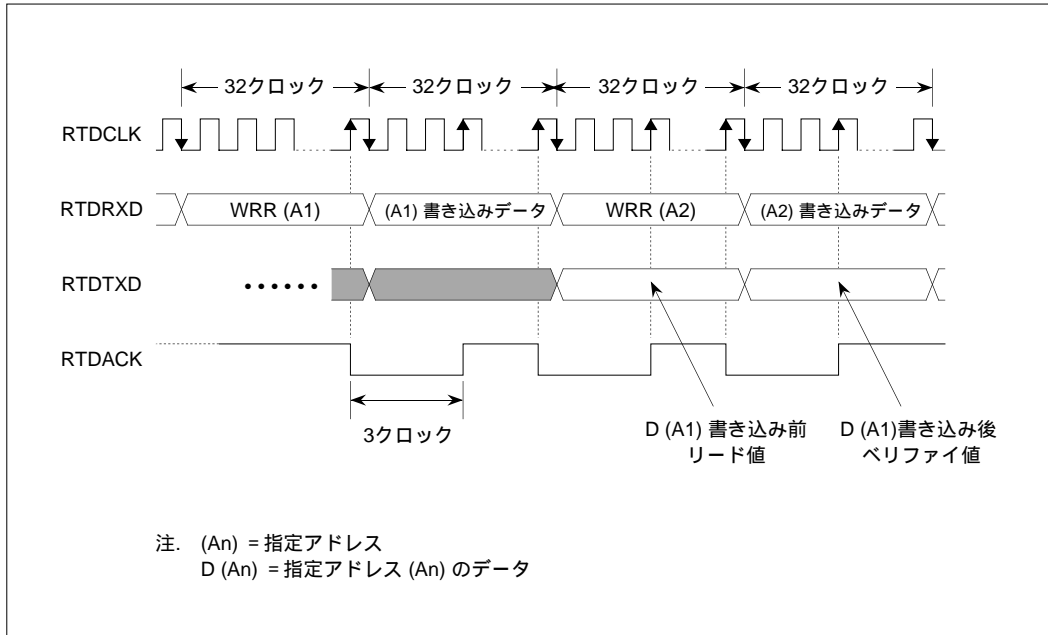 32クロック 32クロック 32クロック 32クロック
RTDCLK
RTDRXD WRR (A1) (A1) 書き込みデータ WRR (A2) (A2) 書き込みデータ
RTDTXD
RTDACK
3クロック
D (A1) 書き込み前
リード値
D (A1)書き込み後
ベリファイ値
注. (An) = 指定アドレス
D (An) = 指定アドレス (An) のデータ